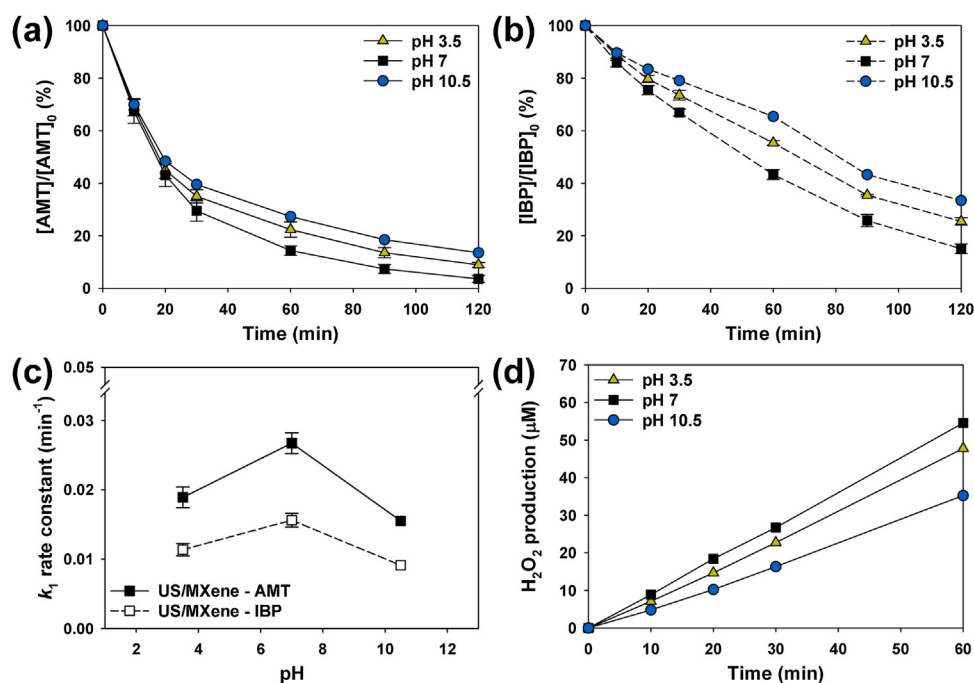 (a)
pH 3.5
pH 7
pH 10.5
[AMT]/[AMT]₀ (%)
100
80
60
40
20
0
0 20 40 60 80 100 120
Time (min)
(b)
pH 3.5
pH 7
pH 10.5
[IBP]/[IBP]₀ (%)
100
80
60
40
20
0
0 20 40 60 80 100 120
Time (min)
(c)
k₁ rate constant (min⁻¹)
0.05
0.03
0.02
0.01
0.00
US/MXene - AMT
US/MXene - IBP
2 4 6 8 10 12
pH
(d)
pH 3.5
pH 7
pH 10.5
H₂O₂ production (μM)
70
60
50
40
30
20
10
0
0 10 20 30 40 50 60
Time (min)